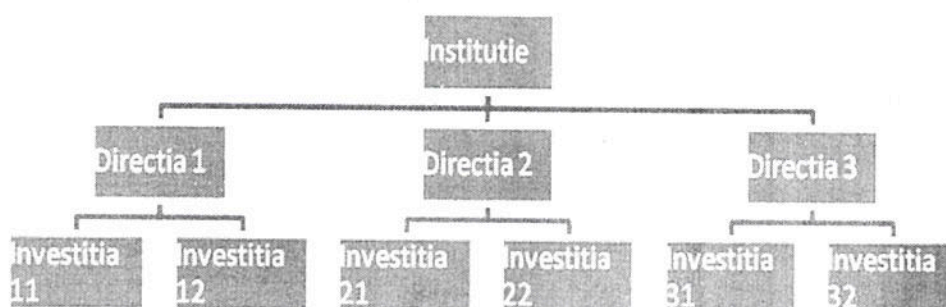 Institutie
Directia 1
Directia 2
Directia 3
Investitia
11
Investitia
12
Investitia
21
Investitia
22
Investitia
31
Investitia
32